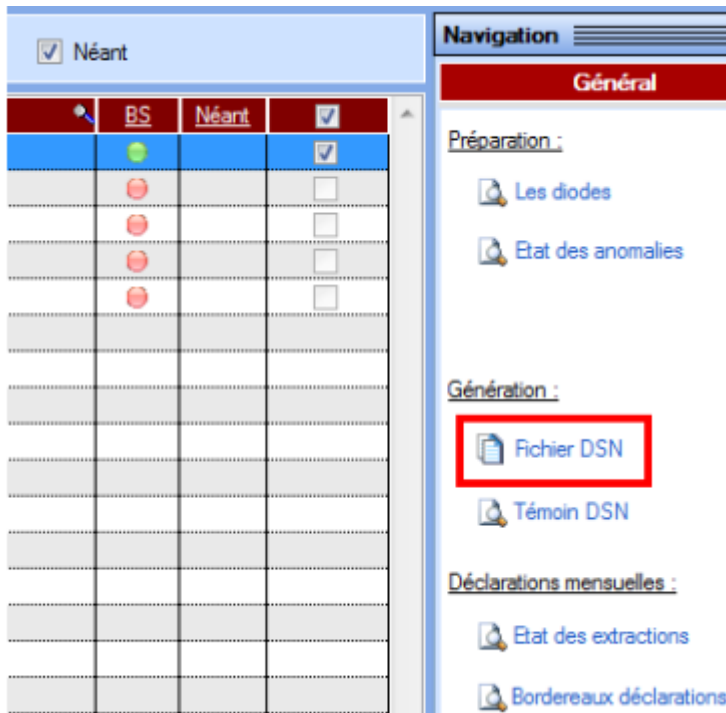 Néant
BS
Néant
Navigation
Général
Préparation :
Les diodes
Etat des anomalies
Génération :
Fichier DSN
Témoin DSN
Déclarations mensuelles :
Etat des extractions
Bordereaux déclarations